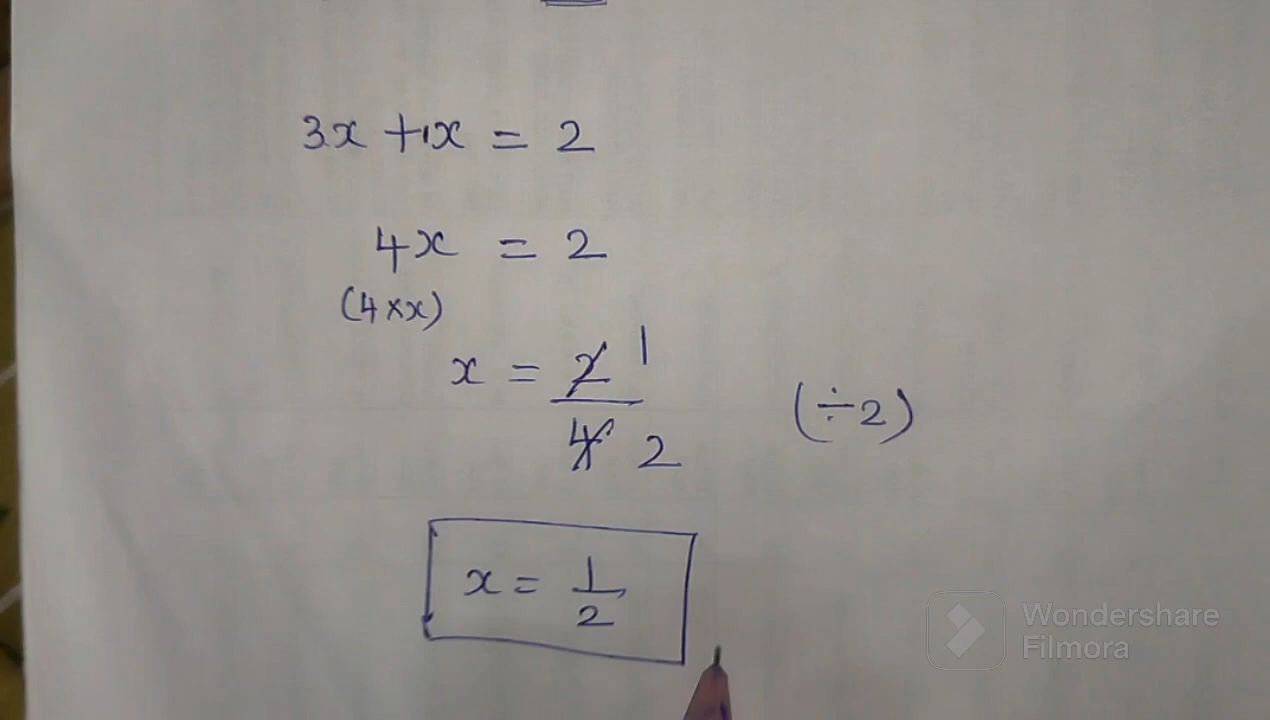 3x + 1x = 2
4x = 2
(4×x)
x = 2/4 1 2 (÷2)
x = 1/2
Wondershare
Filmora